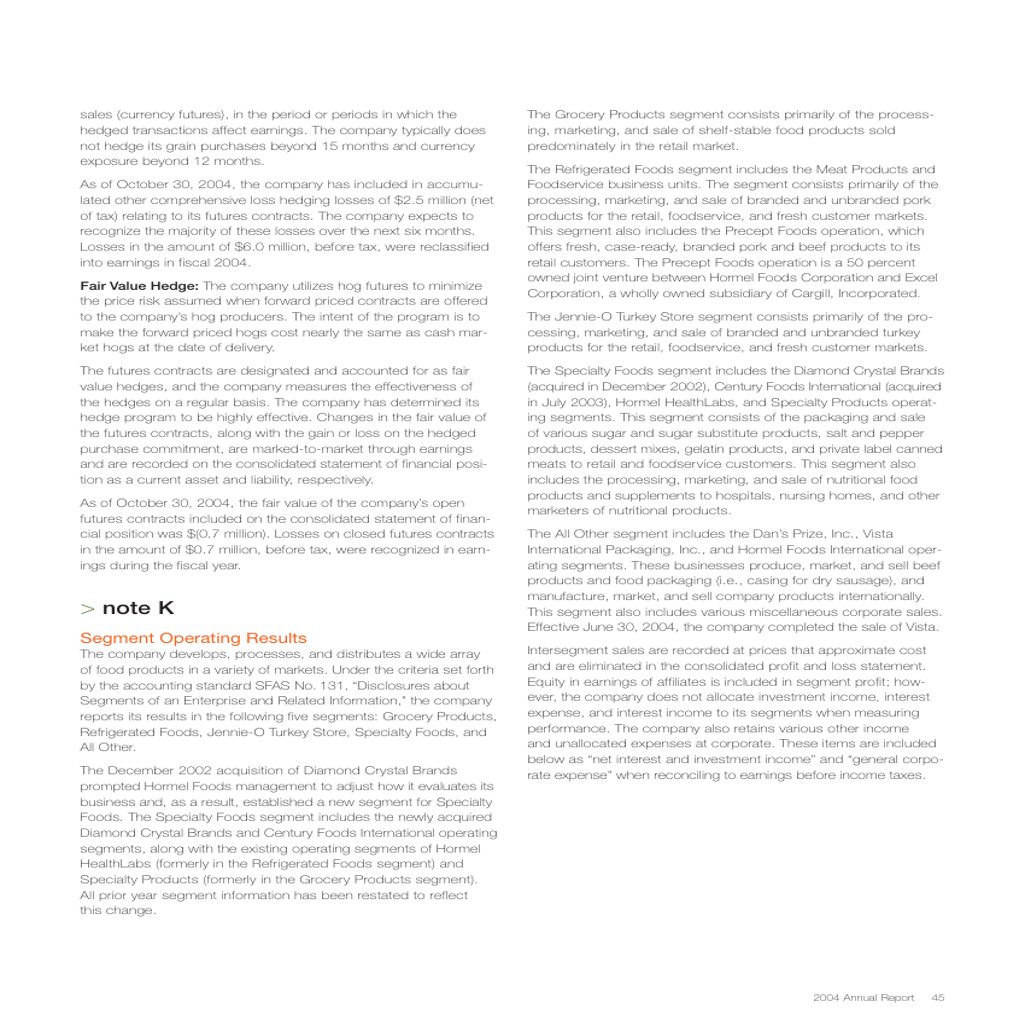 sales (currency futures), in the period or periods in which the
hedged transactions affect earnings. The company typically does
not hedge its grain purchases beyond 15 months and currency
exposure beyond 12 months.
As of October 30, 2004, the company has included in accumu-
lated other comprehensive loss hedging losses of $2.5 million (net
of tax) relating to its futures contracts. The company expects to
recognize the majority of these losses over the next six months.
Losses in the amount of $6.0 million, before tax, were reclassified
into earnings in fiscal 2004.
Fair Value Hedge: The company utilizes hog futures to minimize
the price risk assumed when forward priced contracts are offered
to the company’s hog producers. The intent of the program is to
make the forward priced hogs cost nearly the same as cash mar-
ket hogs at the date of delivery.
The futures contracts are designated and accounted for as fair
value hedges, and the company measures the effectiveness of
the hedges on a regular basis. The company has determined its
hedge program to be highly effective. Changes in the fair value of
the futures contracts, along with the gain or loss on the hedged
purchase commitment, are marked-to-market through earnings
and are recorded on the consolidated statement of financial posi-
tion as a current asset and liability, respectively.
As of October 30, 2004, the fair value of the company’s open
futures contracts included on the consolidated statement of finan-
cial position was $(0.7 million). Losses on closed futures contracts
in the amount of $0.7 million, before tax, were recognized in earn-
ings during the fiscal year.
> note K
Segment Operating Results
The company develops, processes, and distributes a wide array
of food products in a variety of markets. Under the criteria set forth
by the accounting standard SFAS No. 131, “Disclosures about
Segments of an Enterprise and Related Information,” the company
reports its results in the following five segments: Grocery Products,
Refrigerated Foods, Jennie-O Turkey Store, Specialty Foods, and
All Other.
The December 2002 acquisition of Diamond Crystal Brands
prompted Hormel Foods management to adjust how it evaluates its
business and, as a result, established a new segment for Specialty
Foods. The Specialty Foods segment includes the newly acquired
Diamond Crystal Brands and Century Foods International operating
segments, along with the existing operating segments of Hormel
HealthLabs (formerly in the Refrigerated Foods segment) and
Specialty Products (formerly in the Grocery Products segment).
All prior year segment information has been restated to reflect
this change.
The Grocery Products segment consists primarily of the process-
ing, marketing, and sale of shelf-stable food products sold
predominately in the retail market.
The Refrigerated Foods segment includes the Meat Products and
Foodservice business units. The segment consists primarily of the
processing, marketing, and sale of branded and unbranded pork
products for the retail, foodservice, and fresh customer markets.
This segment also includes the Precept Foods operation, which
offers fresh, case-ready, branded pork and beef products to its
retail customers. The Precept Foods operation is a 50 percent
owned joint venture between Hormel Foods Corporation and Excel
Corporation, a wholly owned subsidiary of Cargill, Incorporated.
The Jennie-O Turkey Store segment consists primarily of the pro-
cessing, marketing, and sale of branded and unbranded turkey
products for the retail, foodservice, and fresh customer markets.
The Specialty Foods segment includes the Diamond Crystal Brands
(acquired in December 2002), Century Foods International (acquired
in July 2003), Hormel HealthLabs, and Specialty Products operat-
ing segments. This segment consists of the packaging and sale
of various sugar and sugar substitute products, salt and pepper
products, dessert mixes, gelatin products, and private label canned
meats to retail and foodservice customers. This segment also
includes the processing, marketing, and sale of nutritional food
products and supplements to hospitals, nursing homes, and other
marketers of nutritional products.
The All Other segment includes the Dan’s Prize, Inc., Vista
International Packaging, Inc., and Hormel Foods International oper-
ating segments. These businesses produce, market, and sell beef
products and food packaging (i.e., casing for dry sausage), and
manufacture, market, and sell company products internationally.
This segment also includes various miscellaneous corporate sales.
Effective June 30, 2004, the company completed the sale of Vista.
Intersegment sales are recorded at prices that approximate cost
and are eliminated in the consolidated profit and loss statement.
Equity in earnings of affiliates is included in segment profit; how-
ever, the company does not allocate investment income, interest
expense, and interest income to its segments when measuring
performance. The company also retains various other income
and unallocated expenses at corporate. These items are included
below as “net interest and investment income” and “general corpo-
rate expense” when reconciling to earnings before income taxes.
2004 Annual Report 45